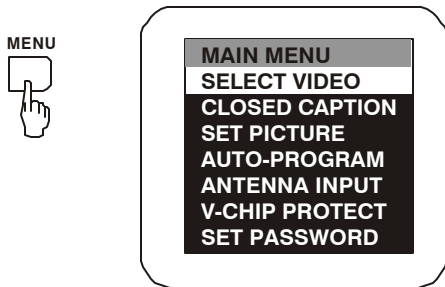 MENU
MAIN MENU
SELECT VIDEO
CLOSED CAPTION
SET PICTURE
AUTO-PROGRAM
ANTENNA INPUT
V-CHIP PROTECT
SET PASSWORD